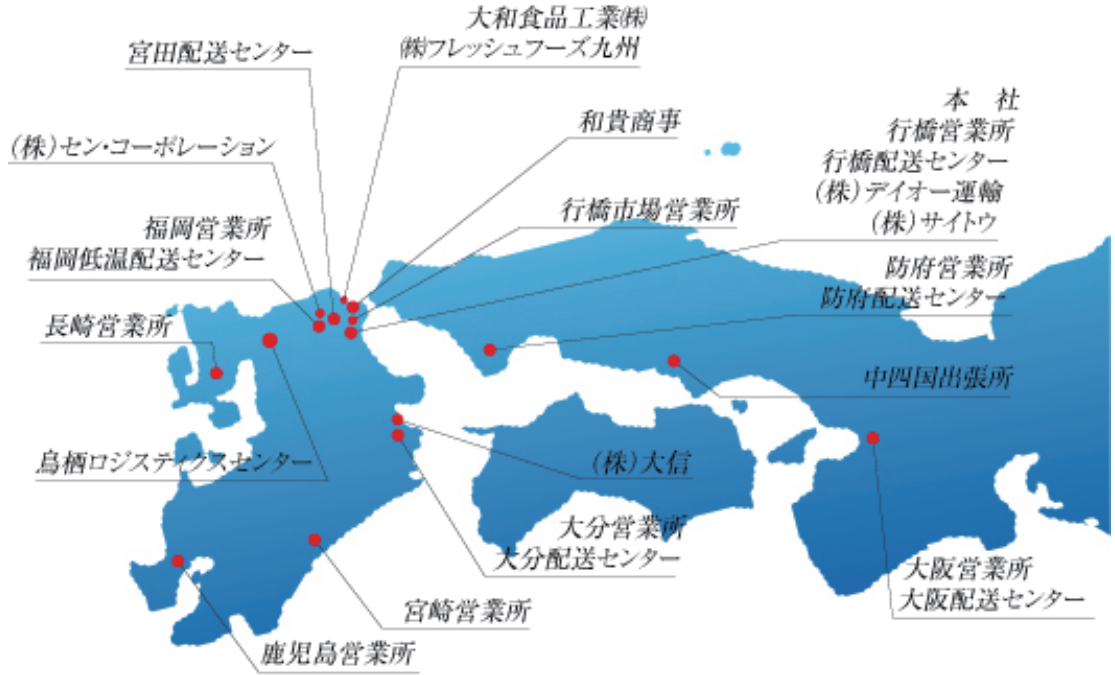 大和食品工業㈱
㈱フレッシュフーズ九州
宮田配送センター
本　社
行橋営業所
行橋配送センター
(株)デイオー運輸
(株)サイトウ
和貴商事
(株)セン・コーポレーション
行橋市場営業所
福岡営業所
福岡低温配送センター
防府営業所
防府配送センター
長崎営業所
中四国出張所
鳥栖ロジスティクスセンター
(株)大信
大分営業所
大分配送センター
大阪営業所
大阪配送センター
宮崎営業所
鹿児島営業所